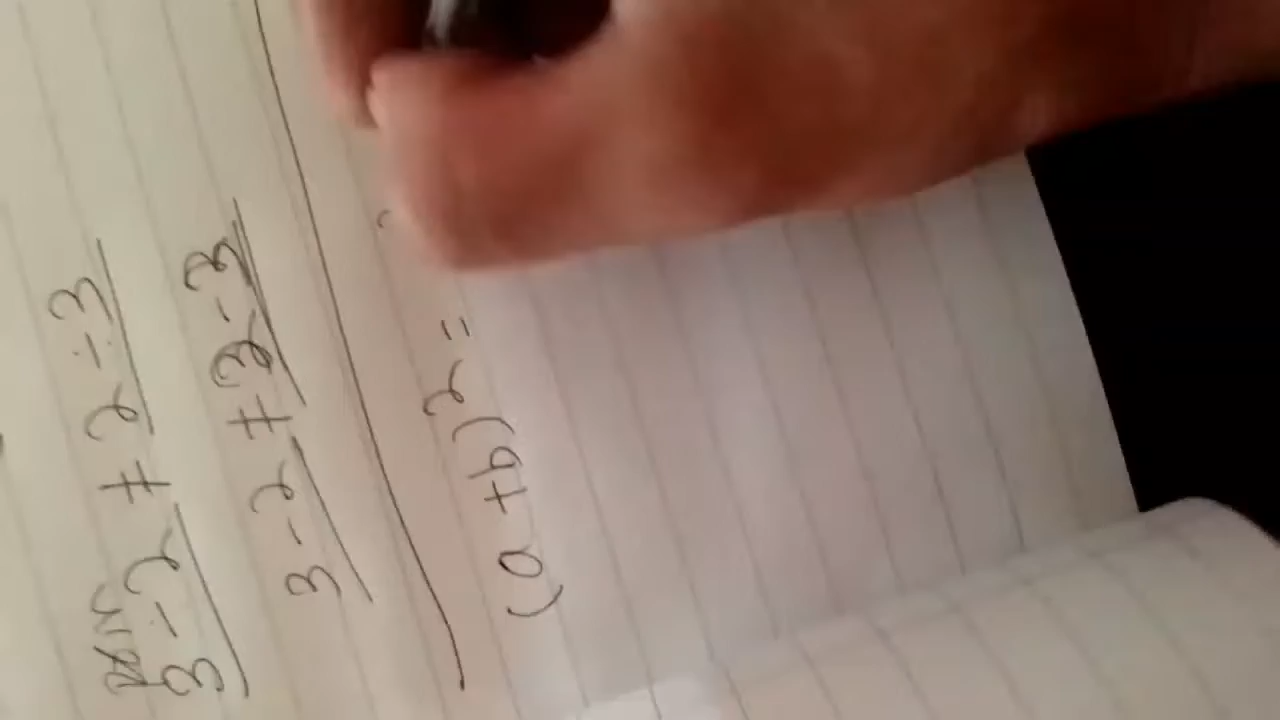 3÷2 ≠ 2÷3
3-2 ≠ 2-3
(a+b)2 =